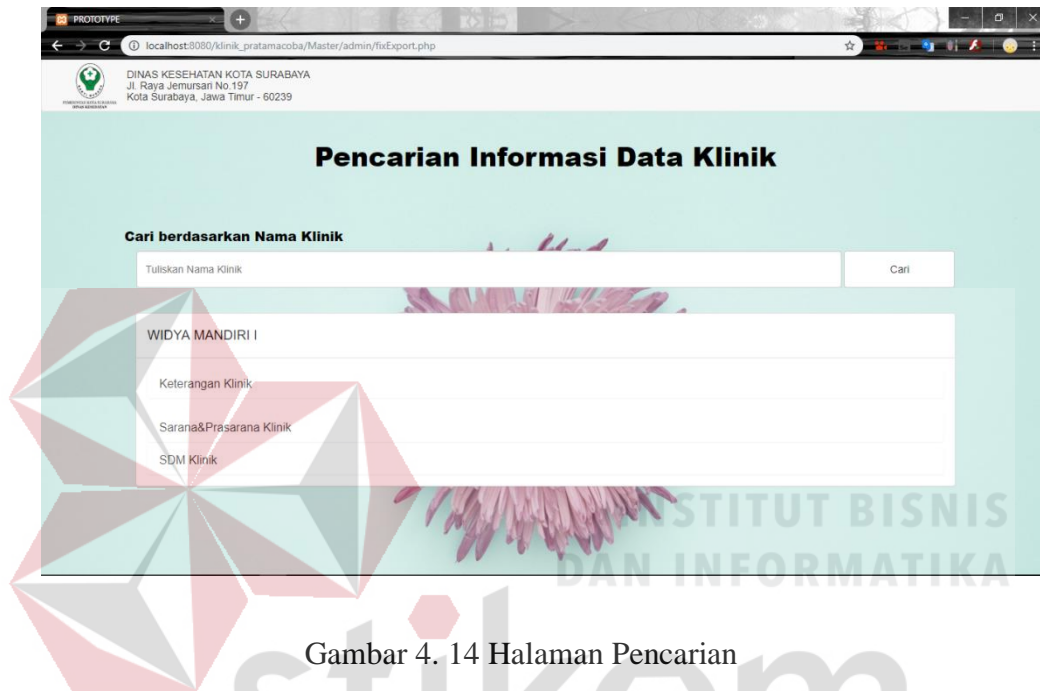 PROTOTYPE
localhost:8080/klinik_pratamacoba/Master/admin/fixExport.php
DINAS KESEHATAN KOTA SURABAYA
Jl. Raya Jemursari No.197
Kota Surabaya, Jawa Timur - 60239
Pencarian Informasi Data Klinik
Cari berdasarkan Nama Klinik
Tuliskan Nama Klinik
Cari
WIDYA MANDIRI I
Keterangan Klinik
Sarana&Prasarana Klinik
SDM Klinik
INSTITUT BISNIS
DAN INFORMATIKA
Gambar 4. 14 Halaman Pencarian
stikom